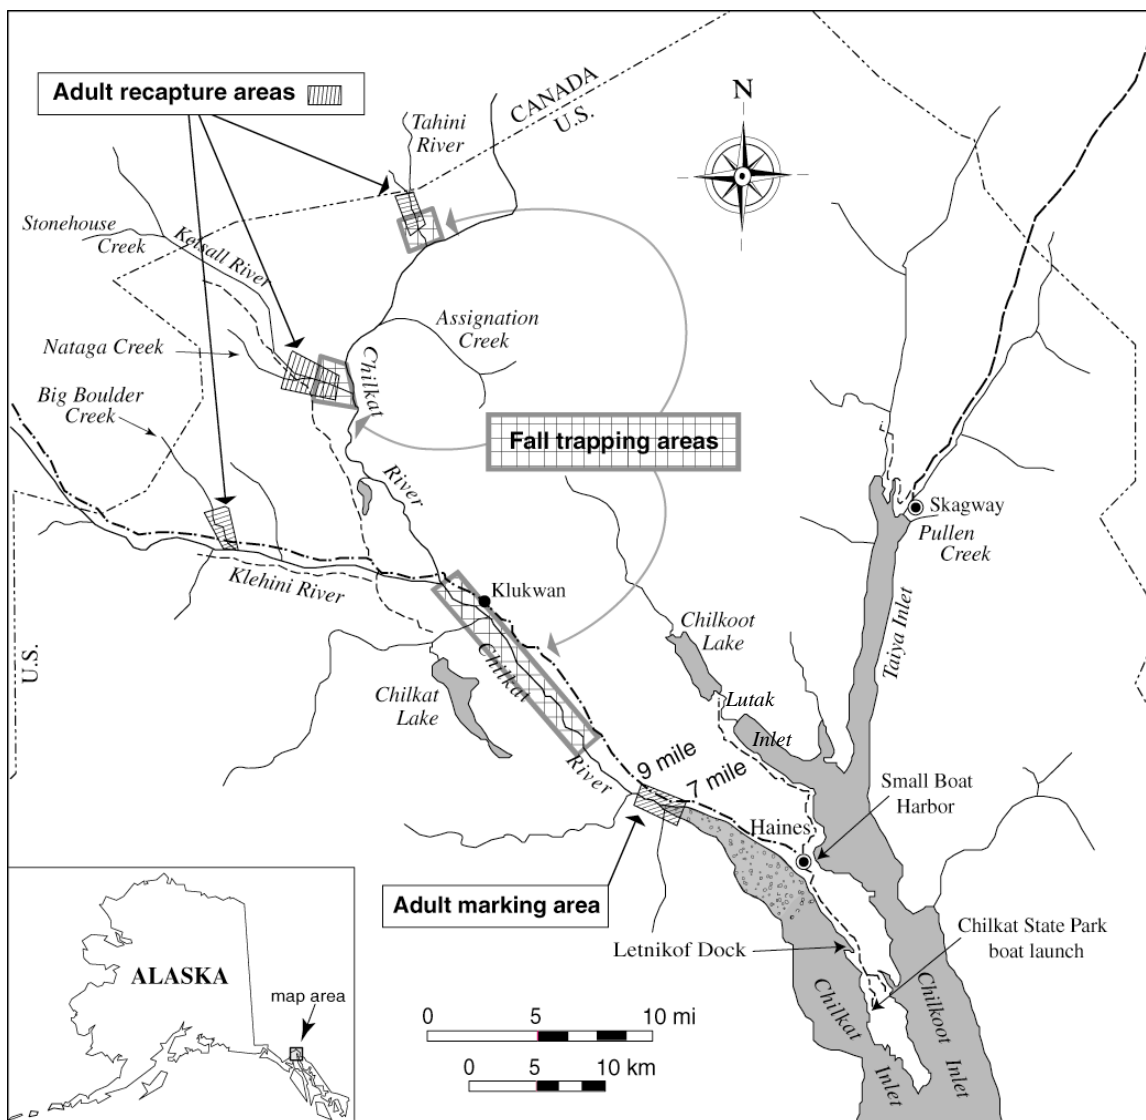 Adult recapture areas
CANADA
U.S.
N
Tahini
River
Stonehouse
Creek
Kelsall River
Assignation
Creek
Nataga Creek
Chilkat
Big Boulder
Creek
Fall trapping areas
River
Skagway
Pullen
Creek
Klehini River
Klukwan
Chilkoot
Lake
Taiya Inlet
U.S.
Chilkat
Chilkat
Lake
Lutak
Inlet
River
9 mile
7 mile
Small Boat
Harbor
Haines
Adult marking area
Chilkat State Park
boat launch
Letnikof Dock
ALASKA
map area
Chilkat
Inlet
Chilkoot
Inlet
0 5 10 mi
0 5 10 km